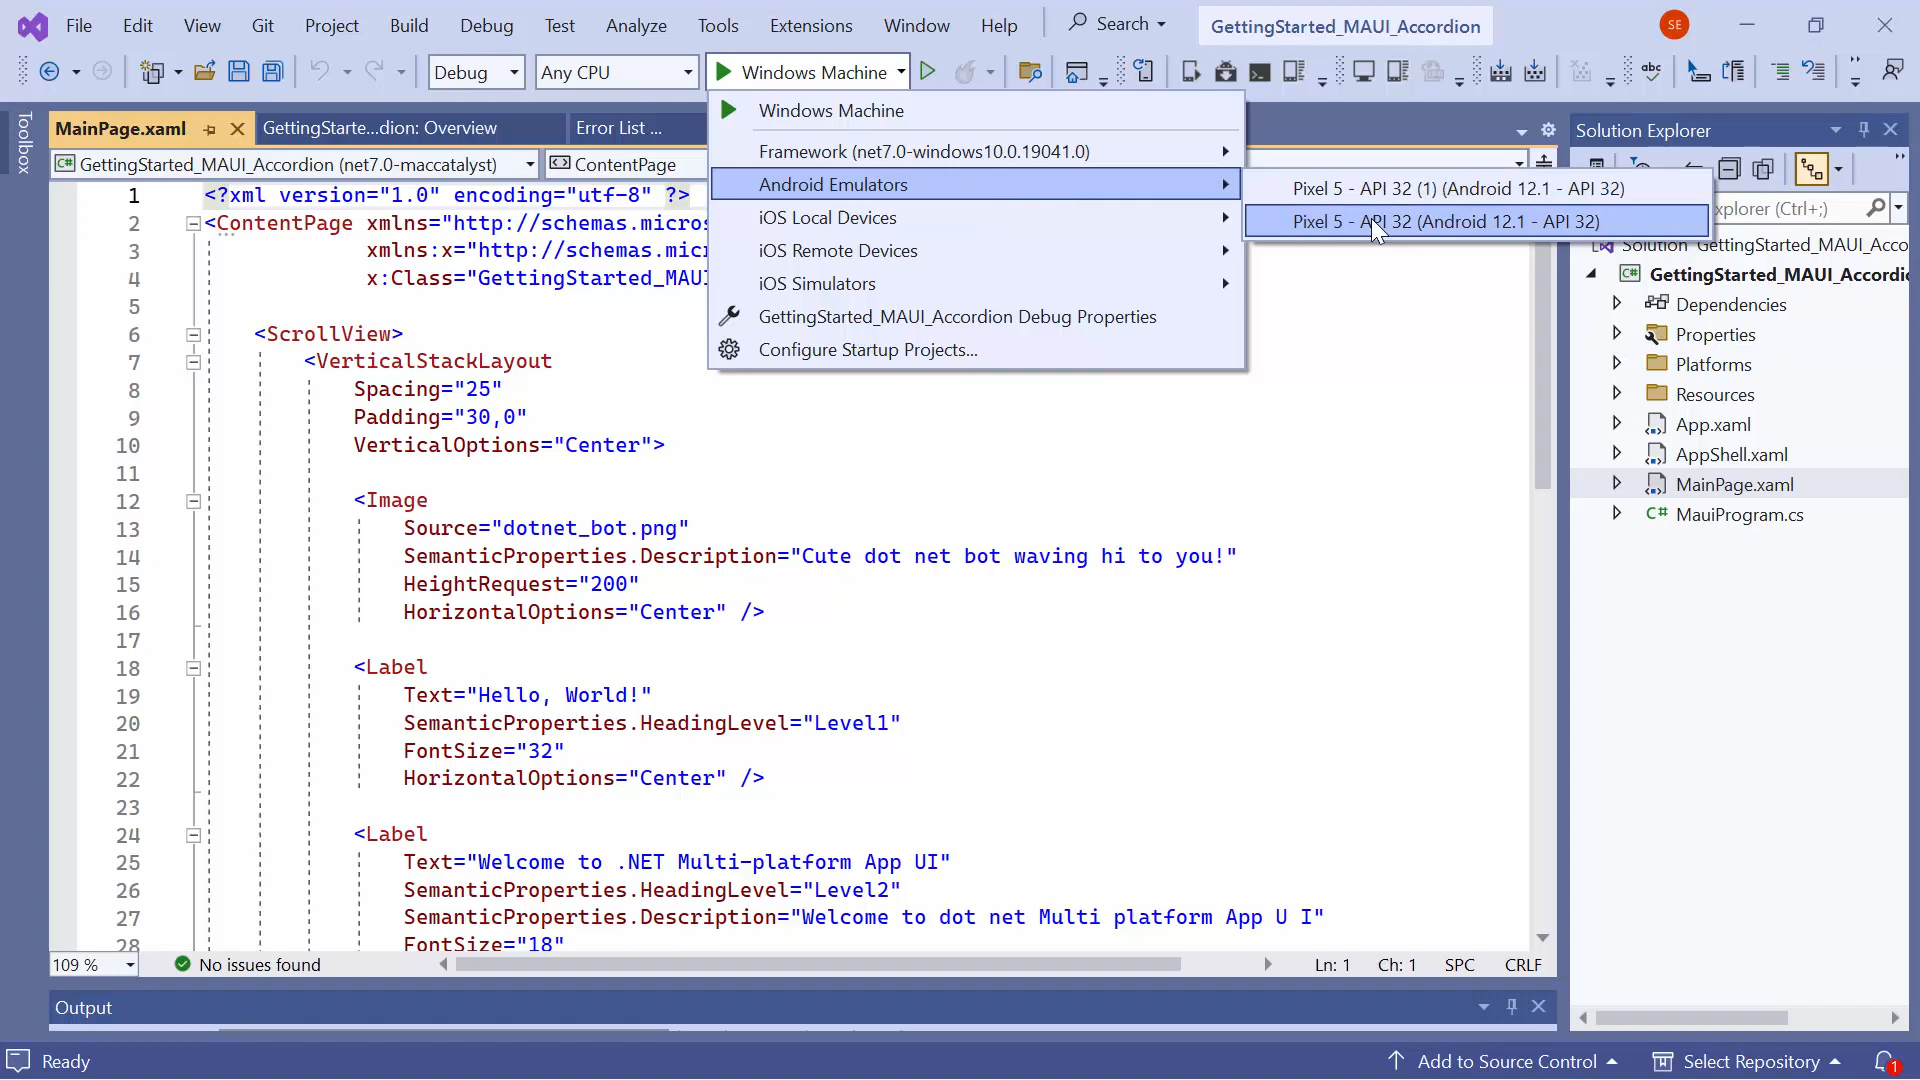 File Edit View Git Project Build Debug Test Analyze Tools Extensions Window Help Search GettingStarted_MAUI_Accordion SE
Debug Any CPU Windows Machine
Toolbox
MainPage.xaml GettingStarte...dion: Overview Error List ...
GettingStarted_MAUI_Accordion (net7.0-maccatalyst) ContentPage
Windows Machine
Framework (net7.0-windows10.0.19041.0)
Android Emulators
iOS Local Devices
iOS Remote Devices
iOS Simulators
GettingStarted_MAUI_Accordion Debug Properties
Configure Startup Projects...
Pixel 5 - API 32 (1) (Android 12.1 - API 32)
Pixel 5 - API 32 (Android 12.1 - API 32)
1 <?xml version="1.0" encoding="utf-8" ?>
2 <ContentPage xmlns="http://schemas.micros
3 xmlns:x="http://schemas.mic
4 x:Class="GettingStarted_MAU
5
6 <ScrollView>
7 <VerticalStackLayout
8 Spacing="25"
9 Padding="30,0"
10 VerticalOptions="Center">
11
12 <Image
13 Source="dotnet_bot.png"
14 SemanticProperties.Description="Cute dot net bot waving hi to you!"
15 HeightRequest="200"
16 HorizontalOptions="Center" />
17
18 <Label
19 Text="Hello, World!"
20 SemanticProperties.HeadingLevel="Level1"
21 FontSize="32"
22 HorizontalOptions="Center" />
23
24 <Label
25 Text="Welcome to .NET Multi-platform App UI"
26 SemanticProperties.HeadingLevel="Level2"
27 SemanticProperties.Description="Welcome to dot net Multi platform App U I"
28 FontSize="18"
109 % No issues found Ln: 1 Ch: 1 SPC CRLF
Output
Solution Explorer
xplorer (Ctrl+;)
Solution GettingStarted_MAUI_Acco
GettingStarted_MAUI_Accordic
Dependencies
Properties
Platforms
Resources
App.xaml
AppShell.xaml
MainPage.xaml
MauiProgram.cs
Ready Add to Source Control Select Repository 1